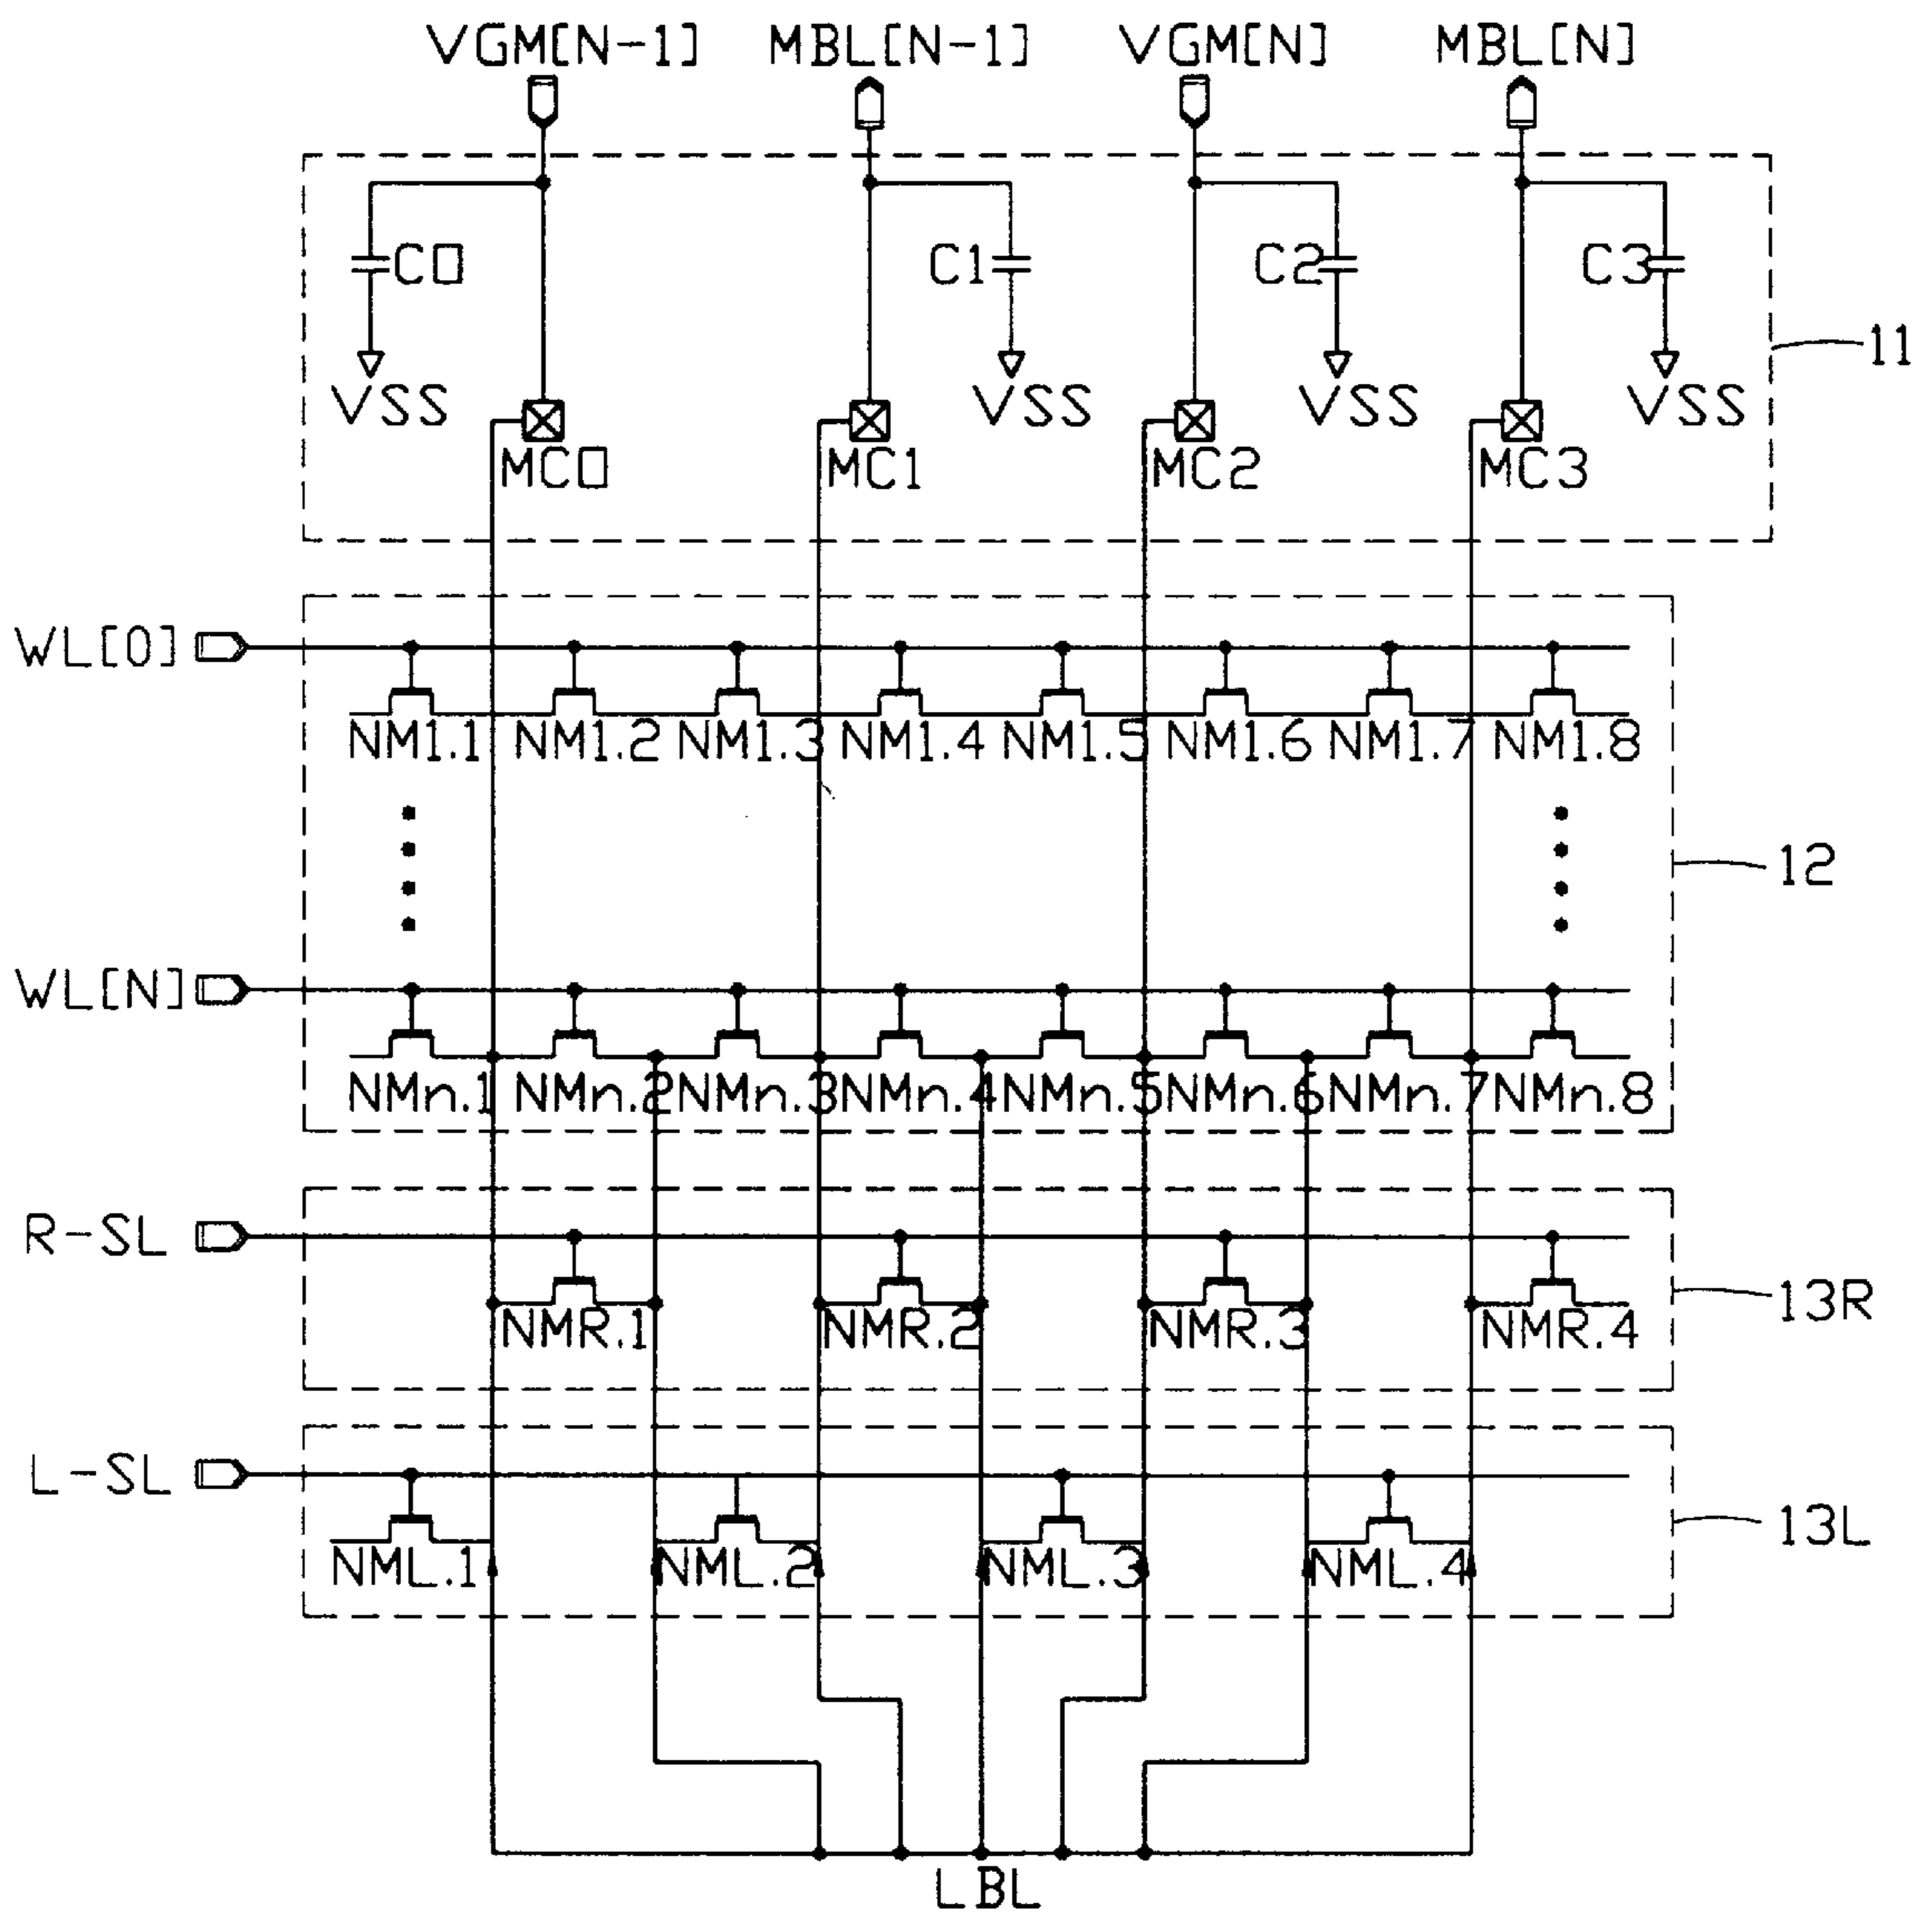 VGM[N-1] MBL[N-1] VGM[N] MBL[N]
C0 C1 C2 C3
11
VSS VSS VSS VSS
MC0 MC1 MC2 MC3
WL[0]
NM1.1 NM1.2 NM1.3 NM1.4 NM1.5 NM1.6 NM1.7 NM1.8
12
WL[N]
NMn.1 NMn.2 NMn.3 NMn.4 NMn.5 NMn.6 NMn.7 NMn.8
R-SL
13R
NMR.1 NMR.2 NMR.3 NMR.4
L-SL
13L
NML.1 NML.2 NML.3 NML.4
LBL